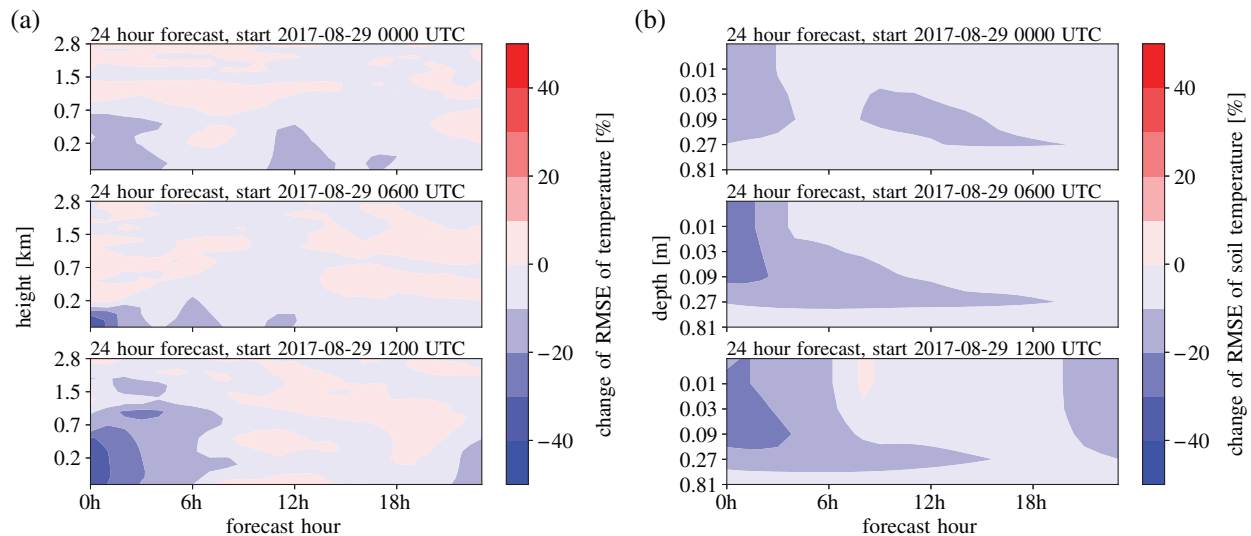 (a)
24 hour forecast, start 2017-08-29 0000 UTC
2.8
1.5
0.7
0.2
24 hour forecast, start 2017-08-29 0600 UTC
2.8
1.5
0.7
0.2
24 hour forecast, start 2017-08-29 1200 UTC
2.8
1.5
0.7
0.2
0h 6h 12h 18h
forecast hour
height [km]
40
20
0
−20
−40
change of RMSE of temperature [%]
(b)
24 hour forecast, start 2017-08-29 0000 UTC
0.01
0.03
0.09
0.27
0.81
24 hour forecast, start 2017-08-29 0600 UTC
0.01
0.03
0.09
0.27
0.81
24 hour forecast, start 2017-08-29 1200 UTC
0.01
0.03
0.09
0.27
0.81
0h 6h 12h 18h
forecast hour
depth [m]
40
20
0
−20
−40
change of RMSE of soil temperature [%]